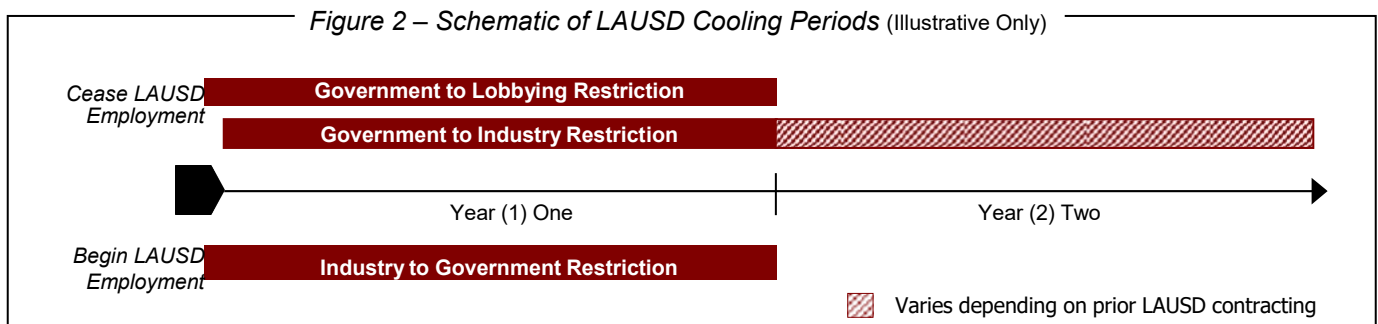 Figure 2 – Schematic of LAUSD Cooling Periods (Illustrative Only)
Cease LAUSD
Employment
Government to Lobbying Restriction
Government to Industry Restriction
Year (1) One
Year (2) Two
Begin LAUSD
Employment
Industry to Government Restriction
Varies depending on prior LAUSD contracting